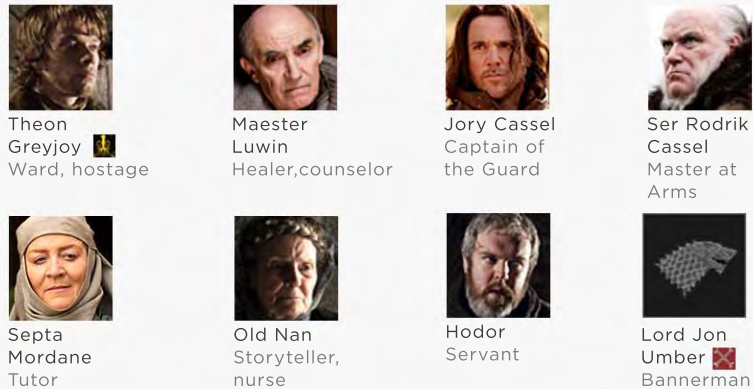 Theon
Greyjoy
Ward, hostage
Maester
Luwin
Healer,counselor
Jory Cassel
Captain of
the Guard
Ser Rodrik
Cassel
Master at
Arms
Septa
Mordane
Tutor
Old Nan
Storyteller,
nurse
Hodor
Servant
Lord Jon
Umber
Bannerman